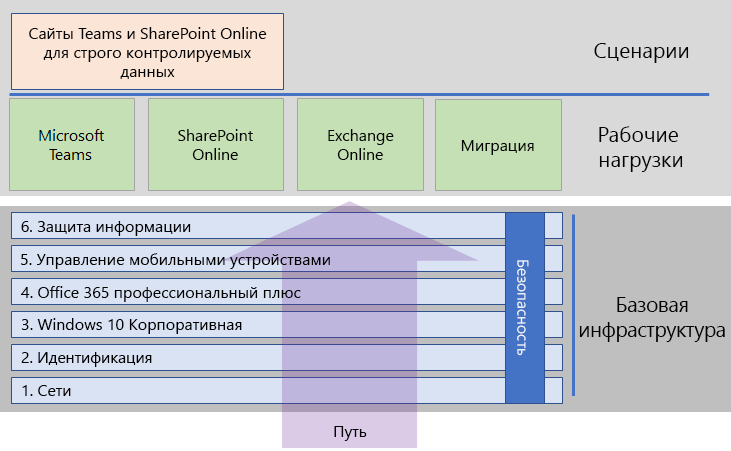 Сайты Teams и SharePoint Online
для строго контролируемых
данных
Сценарии
Microsoft
Teams
SharePoint
Online
Exchange
Online
Миграция
Рабочие
нагрузки
6. Защита информации
5. Управление мобильными устройствами
4. Office 365 профессиональный плюс
3. Windows 10 Корпоративная
2. Идентификация
1. Сети
Безопасность
Базовая
инфраструктура
Путь